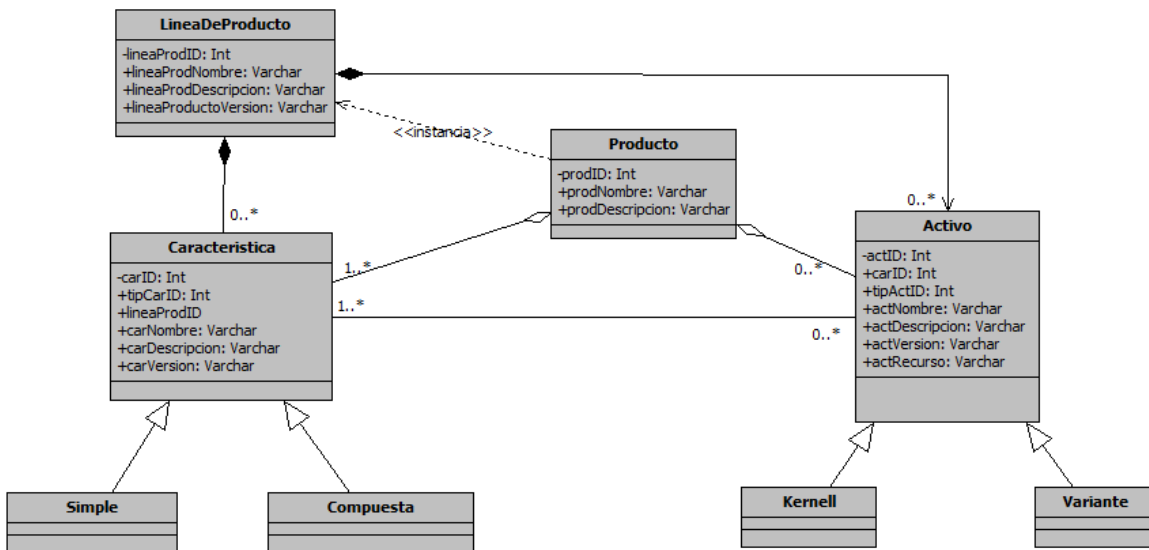 LineaDeProducto
-lineaProdID: Int
+lineaProdNombre: Varchar
+lineaProdDescripcion: Varchar
+lineaProductoVersion: Varchar
<<instancia>>
Producto
-prodID: Int
+prodNombre: Varchar
+prodDescripcion: Varchar
0..*
0..*
Caracteristica
-carID: Int
+tipCarID: Int
+lineaProdID
+carNombre: Varchar
+carDescripcion: Varchar
+carVersion: Varchar
1..*
0..*
1..*
0..*
Activo
-actID: Int
+carID: Int
+tipActID: Int
+actNombre: Varchar
+actDescripcion: Varchar
+actVersion: Varchar
+actRecurso: Varchar
Simple
Compuesta
Kernell
Variante